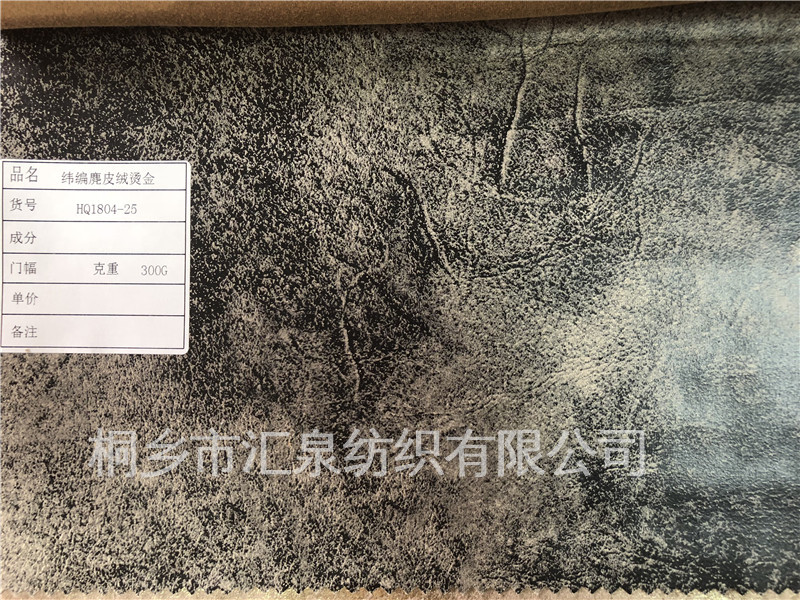 品名 纬编麂皮绒烫金
货号 HQ1804-25
成分
门幅 克重 300G
单价
备注
桐乡市汇泉纺织有限公司